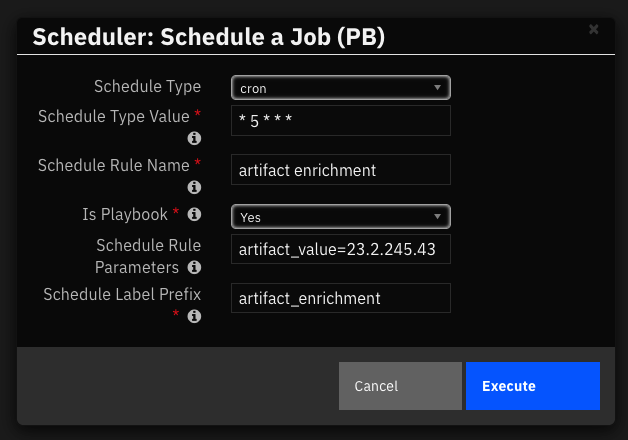 Scheduler: Schedule a Job (PB)
Schedule Type
cron
Schedule Type Value *
* 5 * * *
Schedule Rule Name *
artifact enrichment
Is Playbook *
Yes
Schedule Rule
Parameters
artifact_value=23.2.245.43
Schedule Label Prefix
*
artifact_enrichment
Cancel
Execute